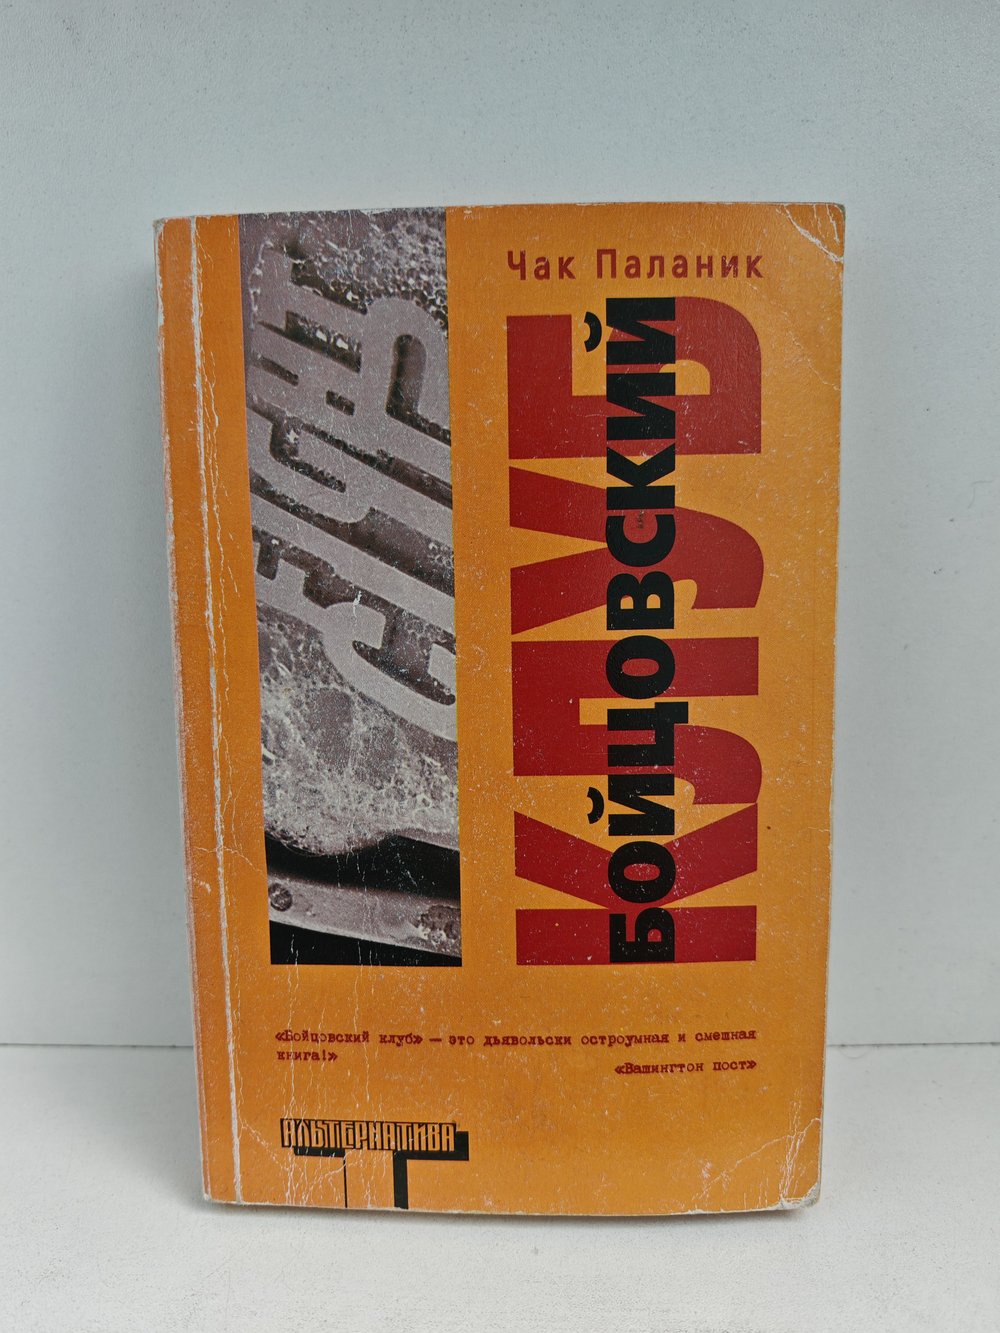 Чак Паланик
БОЙЦОВСКИЙ
КЛУБ
«Бойцовский клуб» — это дьявольски остроумная и смешная
книга!»
«Вашингтон пост»
АЛЬТЕРНАТИВА